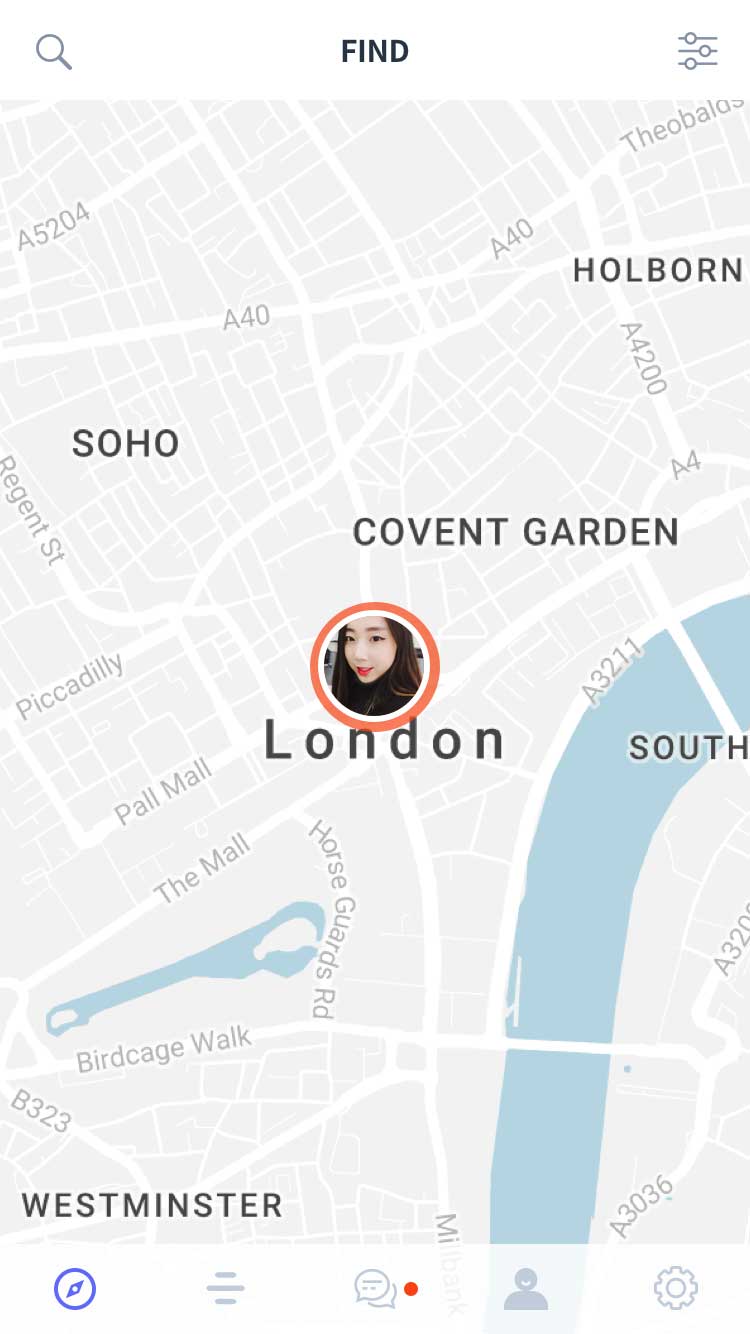 FIND
Theobalds
A5204
A40
HOLBORN
A40
A4200
SOHO
A4
Regent St
COVENT GARDEN
Piccadilly
A3211
London
SOUTH
Pall Mall
The Mall
Horse Guards Rd
A320
Birdcage Walk
B323
WESTMINSTER
A3036
Millbank